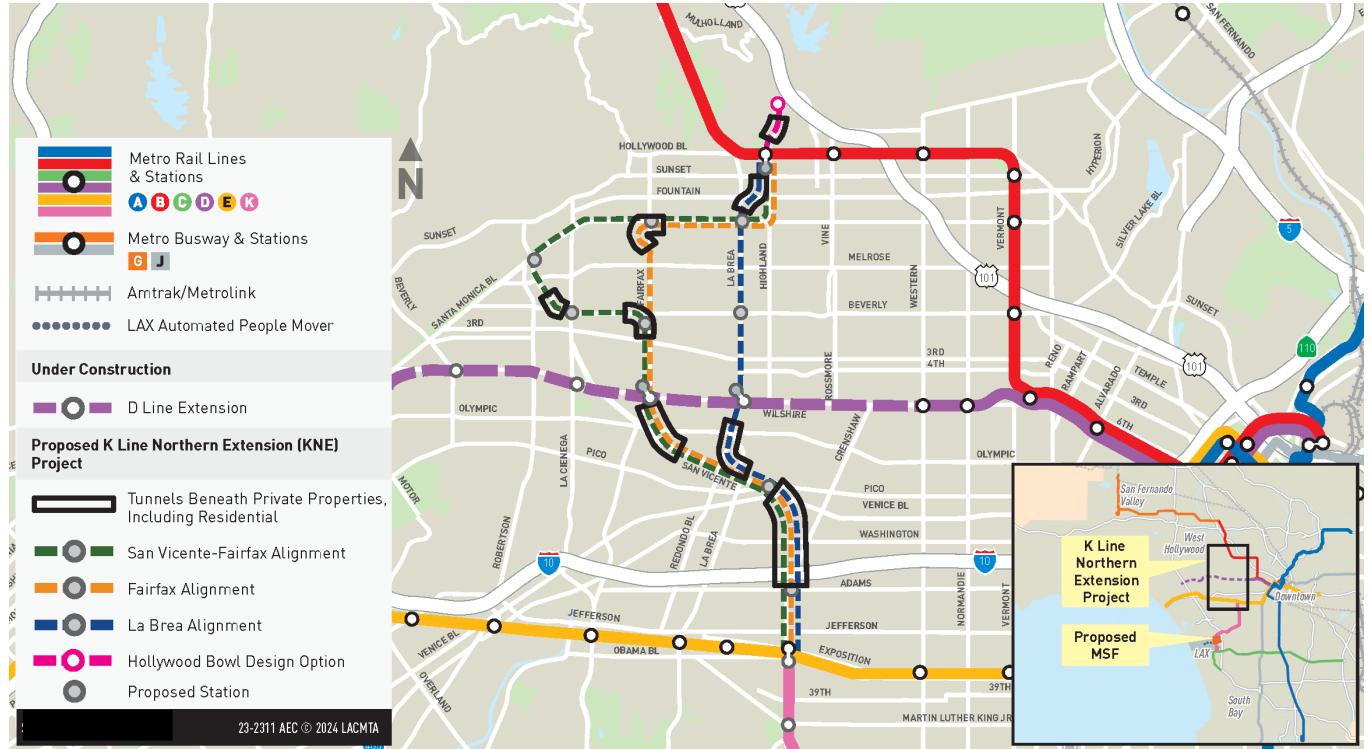 Metro Rail Lines
& Stations
A B C D E K
Metro Busway & Stations
G J
Amtrak/Metrolink
LAX Automated People Mover
Under Construction
D Line Extension
Proposed K Line Northern Extension (KNE)
Project
Tunnels Beneath Private Properties,
Including Residential
San Vicente-Fairfax Alignment
Fairfax Alignment
La Brea Alignment
Hollywood Bowl Design Option
Proposed Station
23-2311 AEC © 2024 LACMTA
N
MULHOLLAND
SAN FERNANDO
HOLLYWOOD BL
SUNSET
FOUNTAIN
HYPERION
SILVER LAKE BL
5
SUNSET
VERMONT
VINE
LA BREA
HIGHLAND
WESTERN
MELROSE
101
FAIRFAX
BEVERLY
SANTA MONICA BL
BEVERLY
SUNSET
3RD
110
3RD
4TH
101
RENO
RAMPART
ALVARADO
TEMPLE
3RD
6TH
ROSSMORE
OLYMPIC
WILSHIRE
CRENSHAW
OLYMPIC
LA CIENEGA
PICO
SAN VICENTE
PICO
VENICE BL
WASHINGTON
MOTOR
ROBERTSON
REDONDO BL
LA BREA
10
10
ADAMS
NORMANDIE
VERMONT
JEFFERSON
JEFFERSON
VENICE BL
OBAMA BL
EXPOSITION
OVERLAND
39TH
39TH
MARTIN LUTHER KING JR
San Fernando
Valley
West
Hollywood
K Line
Northern
Extension
Project
Downtown
Proposed
MSF
LAX
South
Bay